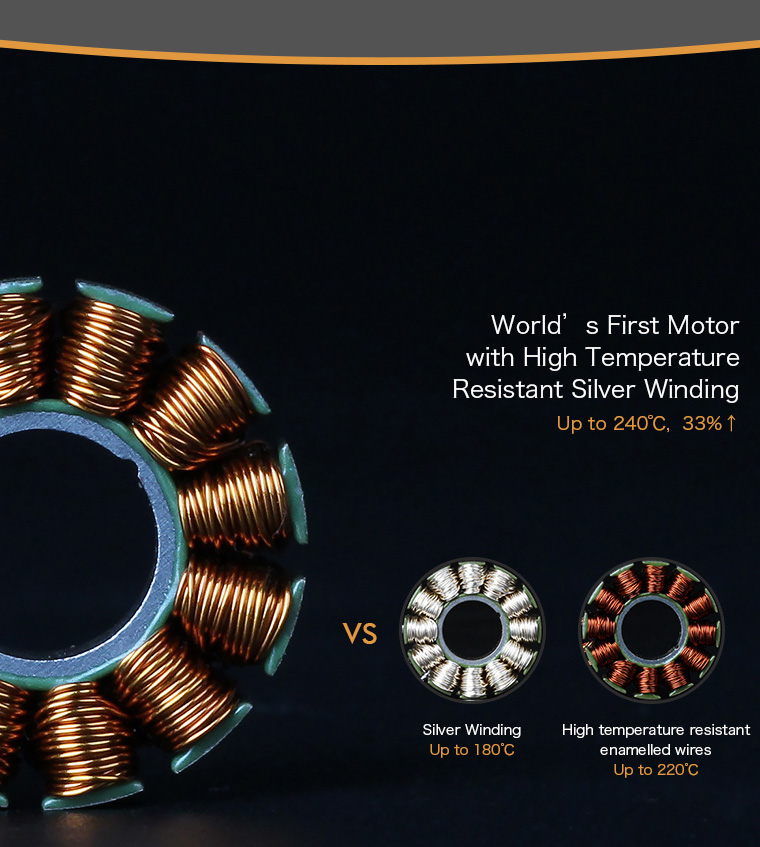 World’ s First Motor
with High Temperature
Resistant Silver Winding
Up to 240℃, 33%↑
VS
Silver Winding
Up to 180℃
High temperature resistant
enamelled wires
Up to 220℃